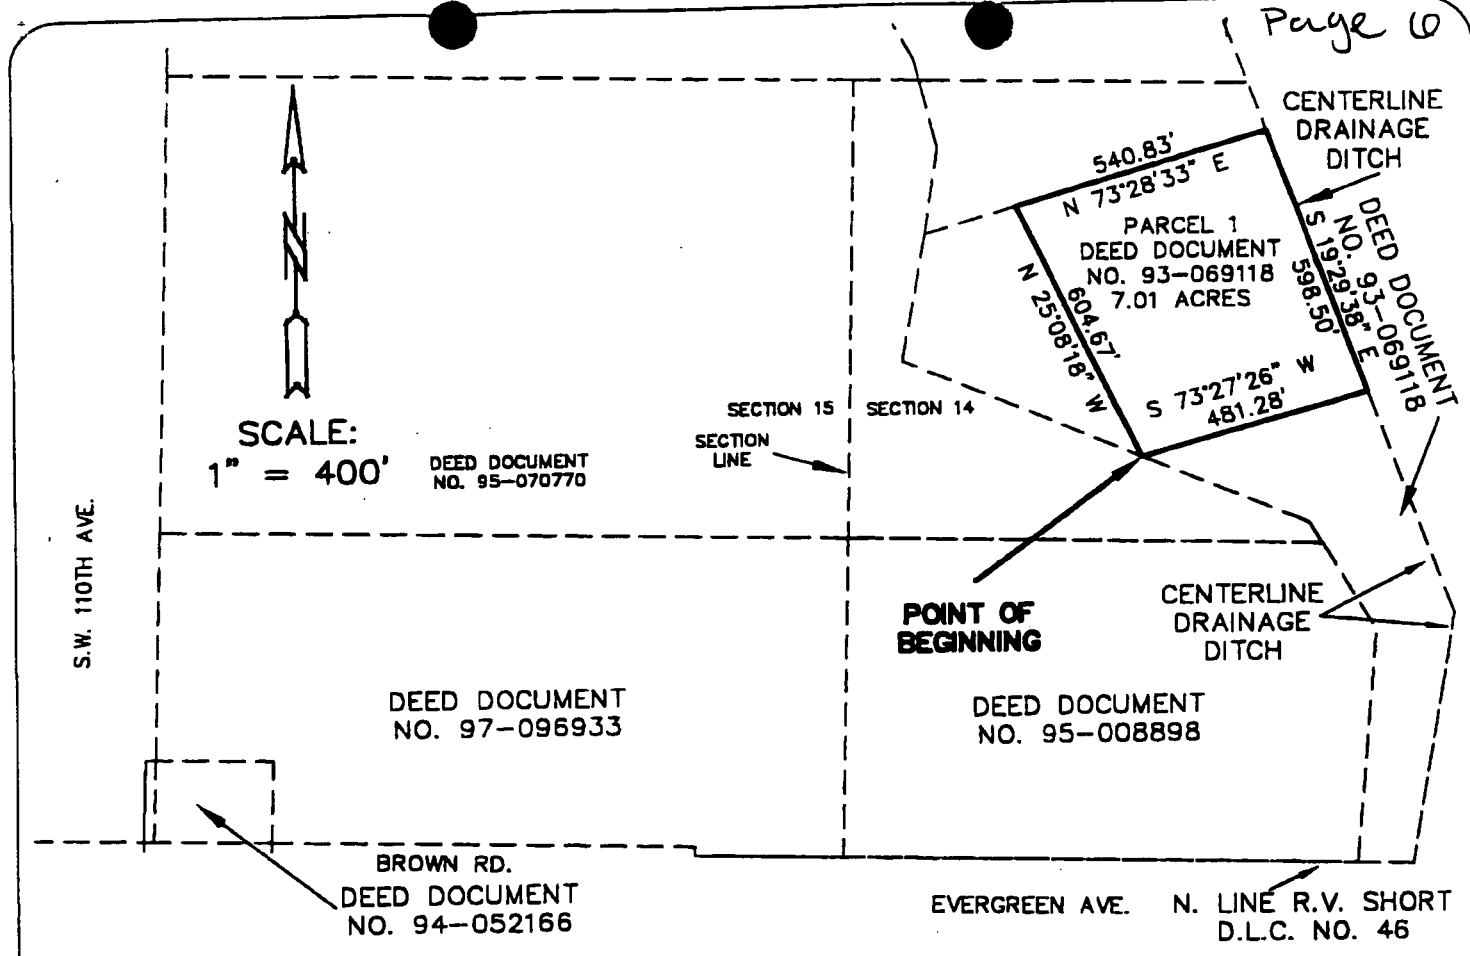 Page 6
CENTERLINE
DRAINAGE
DITCH
540.83'
N 73°28'33" E
PARCEL 1
DEED DOCUMENT
NO. 93-069118
7.01 ACRES
S 19°29'38" E
598.50'
DEED DOCUMENT
NO. 93-069118
604.67'
N 25°08'18" W
S 73°27'26" W
481.28'
N
SCALE:
1" = 400'
DEED DOCUMENT
NO. 95-070770
SECTION 15
SECTION 14
SECTION
LINE
S.W. 110TH AVE.
POINT OF
BEGINNING
CENTERLINE
DRAINAGE
DITCH
DEED DOCUMENT
NO. 97-096933
DEED DOCUMENT
NO. 95-008898
BROWN RD.
DEED DOCUMENT
NO. 94-052166
EVERGREEN AVE.
N. LINE R.V. SHORT
D.L.C. NO. 46